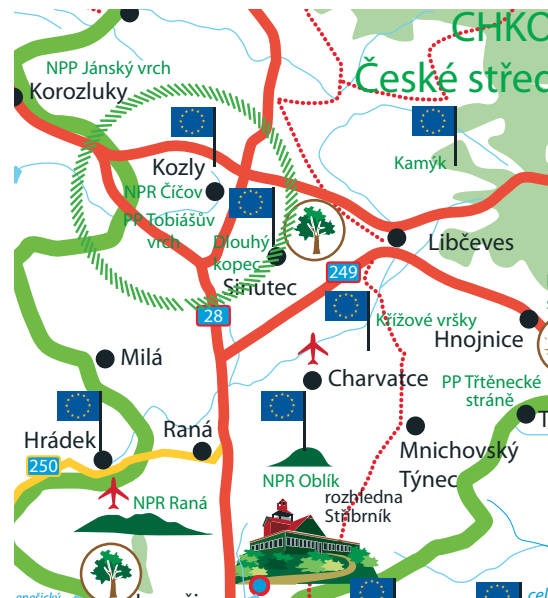 CHKO
České střed
NPP Jánský vrch
Korozluky
Kozly
Kamýk
NPR Číčov
PP Tobiášův
vrch
Dlouhý
kopec
Libčeves
Sinutec
249
28
Křížové vršky
Hnojnice
Milá
Charvatce
PP Třtěnecké
stráně
T
Hrádek
Raná
Mnichovský
Týnec
250
NPR Oblík
NPR Raná
rozhledna
Stříbrník